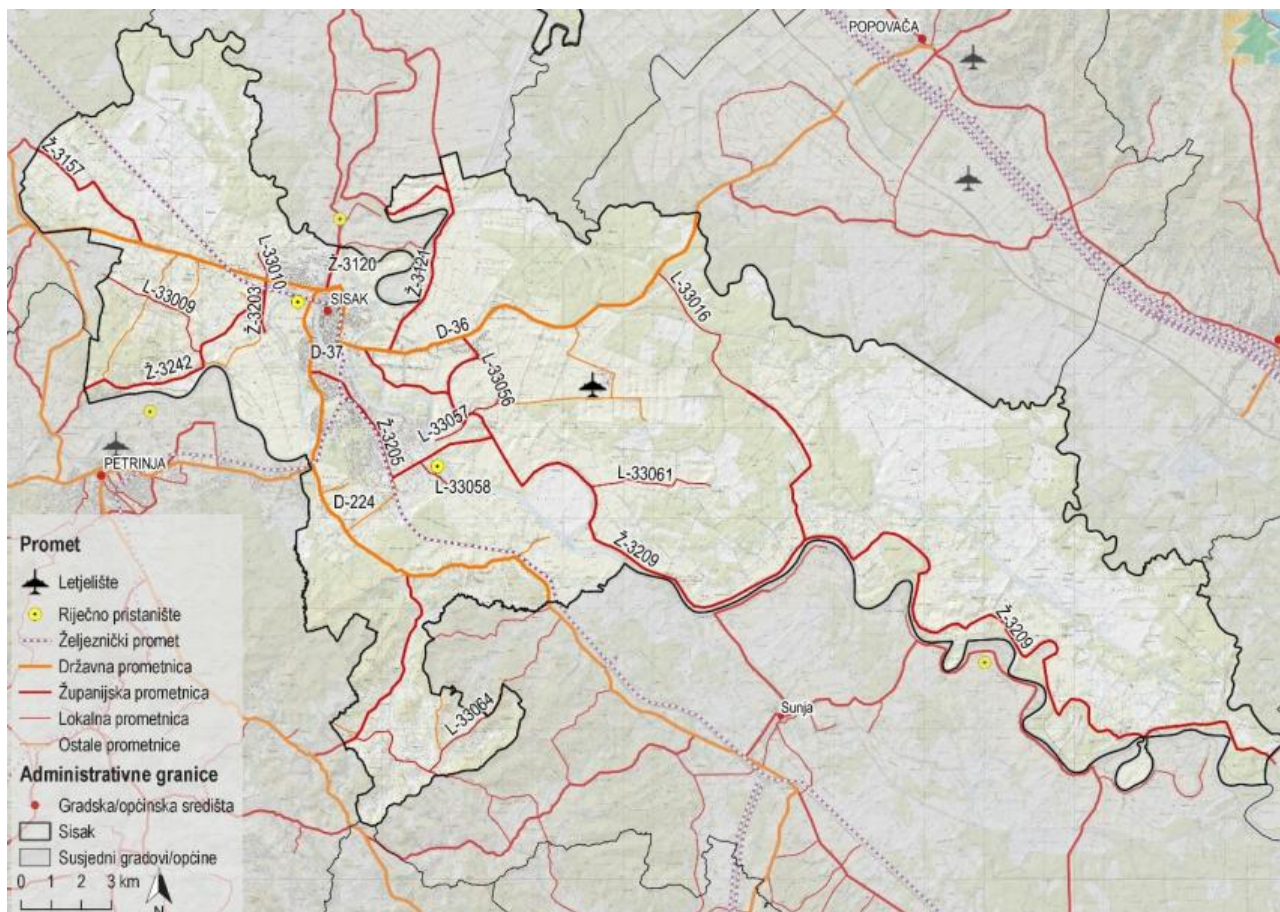 POPOVAČA
Ž-3157
L-33010
Ž-3120
Ž-3121
L-33016
L-33009
Ž-3203
SISAK
D-36
D-37
Ž-3242
L-33056
L-33057
Ž-3205
PETRINJA
L-33061
L-33058
D-224
Ž-3209
Ž-3209
L-33064
Sunja
Promet
Letjelište
Riječno pristanište
Željeznički promet
Državna prometnica
Županijska prometnica
Lokalna prometnica
Ostale prometnice
Administrativne granice
Gradska/općinska središta
Sisak
Susjedni gradovi/općine
0 1 2 3 km
N